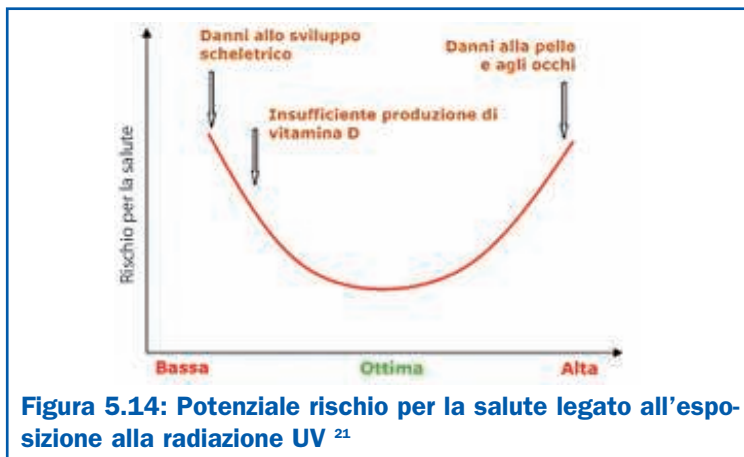 Danni allo sviluppo
scheletrico
Danni alla pelle
e agli occhi
Insufficiente produzione di
vitamina D
Rischio per la salute
Bassa
Ottima
Alta
Figura 5.14: Potenziale rischio per la salute legato all'espo-
sizione alla radiazione UV 21